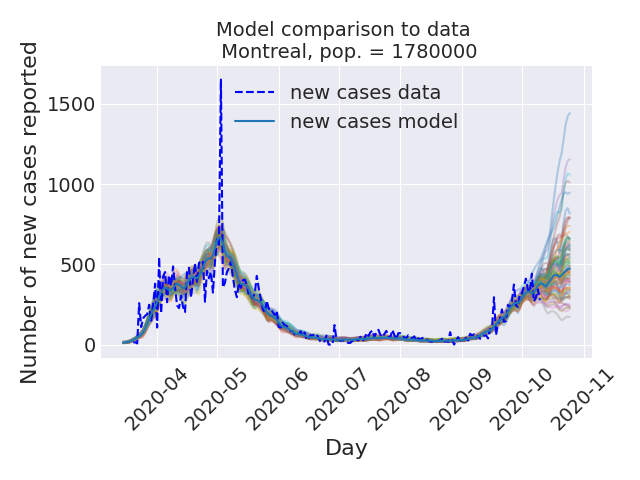 Model comparison to data
Montreal, pop. = 1780000
Number of new cases reported
1500
1000
500
0
new cases data
new cases model
2020-04
2020-05
2020-06
2020-07
2020-08
2020-09
2020-10
2020-11
Day